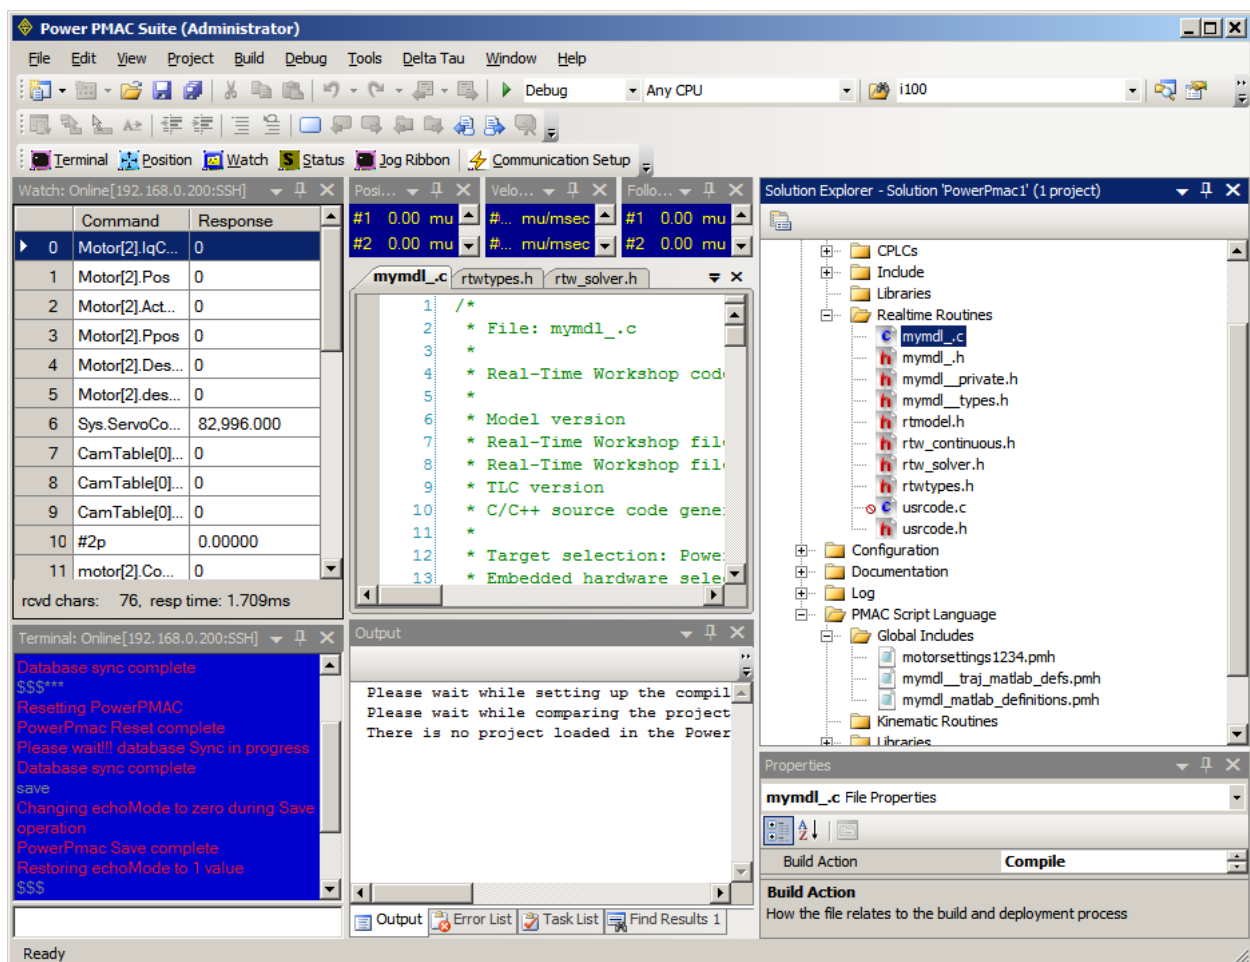 Power PMAC Suite (Administrator)
File Edit View Project Build Debug Tools Delta Tau Window Help
Debug Any CPU i100
Terminal Position Watch Status Jog Ribbon Communication Setup
Watch: Online[192.168.0.200:SSH]
Command Response
0 Motor[2].IqC... 0
1 Motor[2].Pos 0
2 Motor[2].Act... 0
3 Motor[2].Ppos 0
4 Motor[2].Des... 0
5 Motor[2].des... 0
6 Sys.ServoCo... 82,996.000
7 CamTable[0]... 0
8 CamTable[0]... 0
9 CamTable[0]... 0
10 #2p 0.00000
11 motor[2].Co... 0
rcvd chars: 76, resp time: 1.709ms
Terminal: Online[192.168.0.200:SSH]
Database sync complete
$$$***
Resetting PowerPMAC
PowerPmac Reset complete
Please wait!!! database Sync in progress
Database sync complete
save
Changing echoMode to zero during Save
operation
PowerPmac Save complete
Restoring echoMode to 1 value
$$$
Posi... Velo... Follo...
#1 0.00 mu #... mu/msec #1 0.00 mu
#2 0.00 mu #... mu/msec #2 0.00 mu
mymdl_.c rtwtypes.h rtw_solver.h
1 /*
2 * File: mymdl_.c
3 *
4 * Real-Time Workshop code
5 *
6 * Model version
7 * Real-Time Workshop fil
8 * Real-Time Workshop fil
9 * TLC version
10 * C/C++ source code gene
11 *
12 * Target selection: Powe
13 * Embedded hardware sele
Output
Please wait while setting up the compil
Please wait while comparing the project
There is no project loaded in the Power
Output Error List Task List Find Results 1
Solution Explorer - Solution 'PowerPmac1' (1 project)
CPLCs
Include
Libraries
Realtime Routines
mymdl_.c
mymdl_.h
mymdl__private.h
mymdl__types.h
rtmodel.h
rtw_continuous.h
rtw_solver.h
rtwtypes.h
usrcode.c
usrcode.h
Configuration
Documentation
Log
PMAC Script Language
Global Includes
motorsettings1234.pmh
mymdl__traj_matlab_defs.pmh
mymdl_matlab_definitions.pmh
Kinematic Routines
Libraries
Properties
mymdl_.c File Properties
Build Action Compile
Build Action
How the file relates to the build and deployment process
Ready